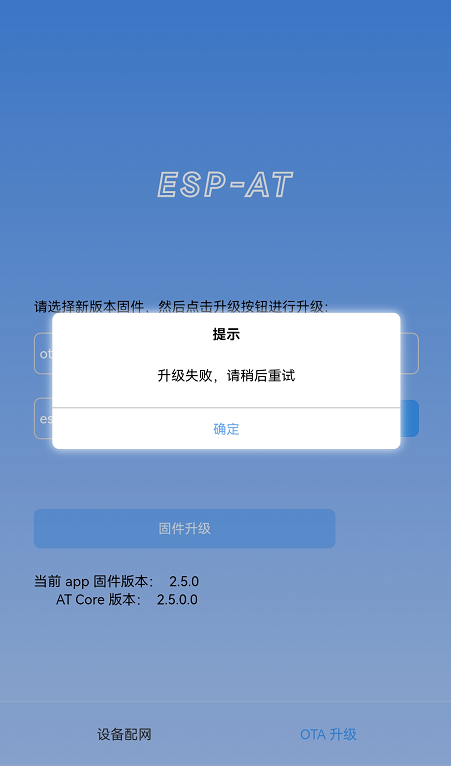 ESP-AT
请选择新版本固件，然后点击升级按钮进行升级：
提示
升级失败，请稍后重试
确定
固件升级
当前 app 固件版本： 2.5.0
AT Core 版本： 2.5.0.0
设备配网
OTA 升级